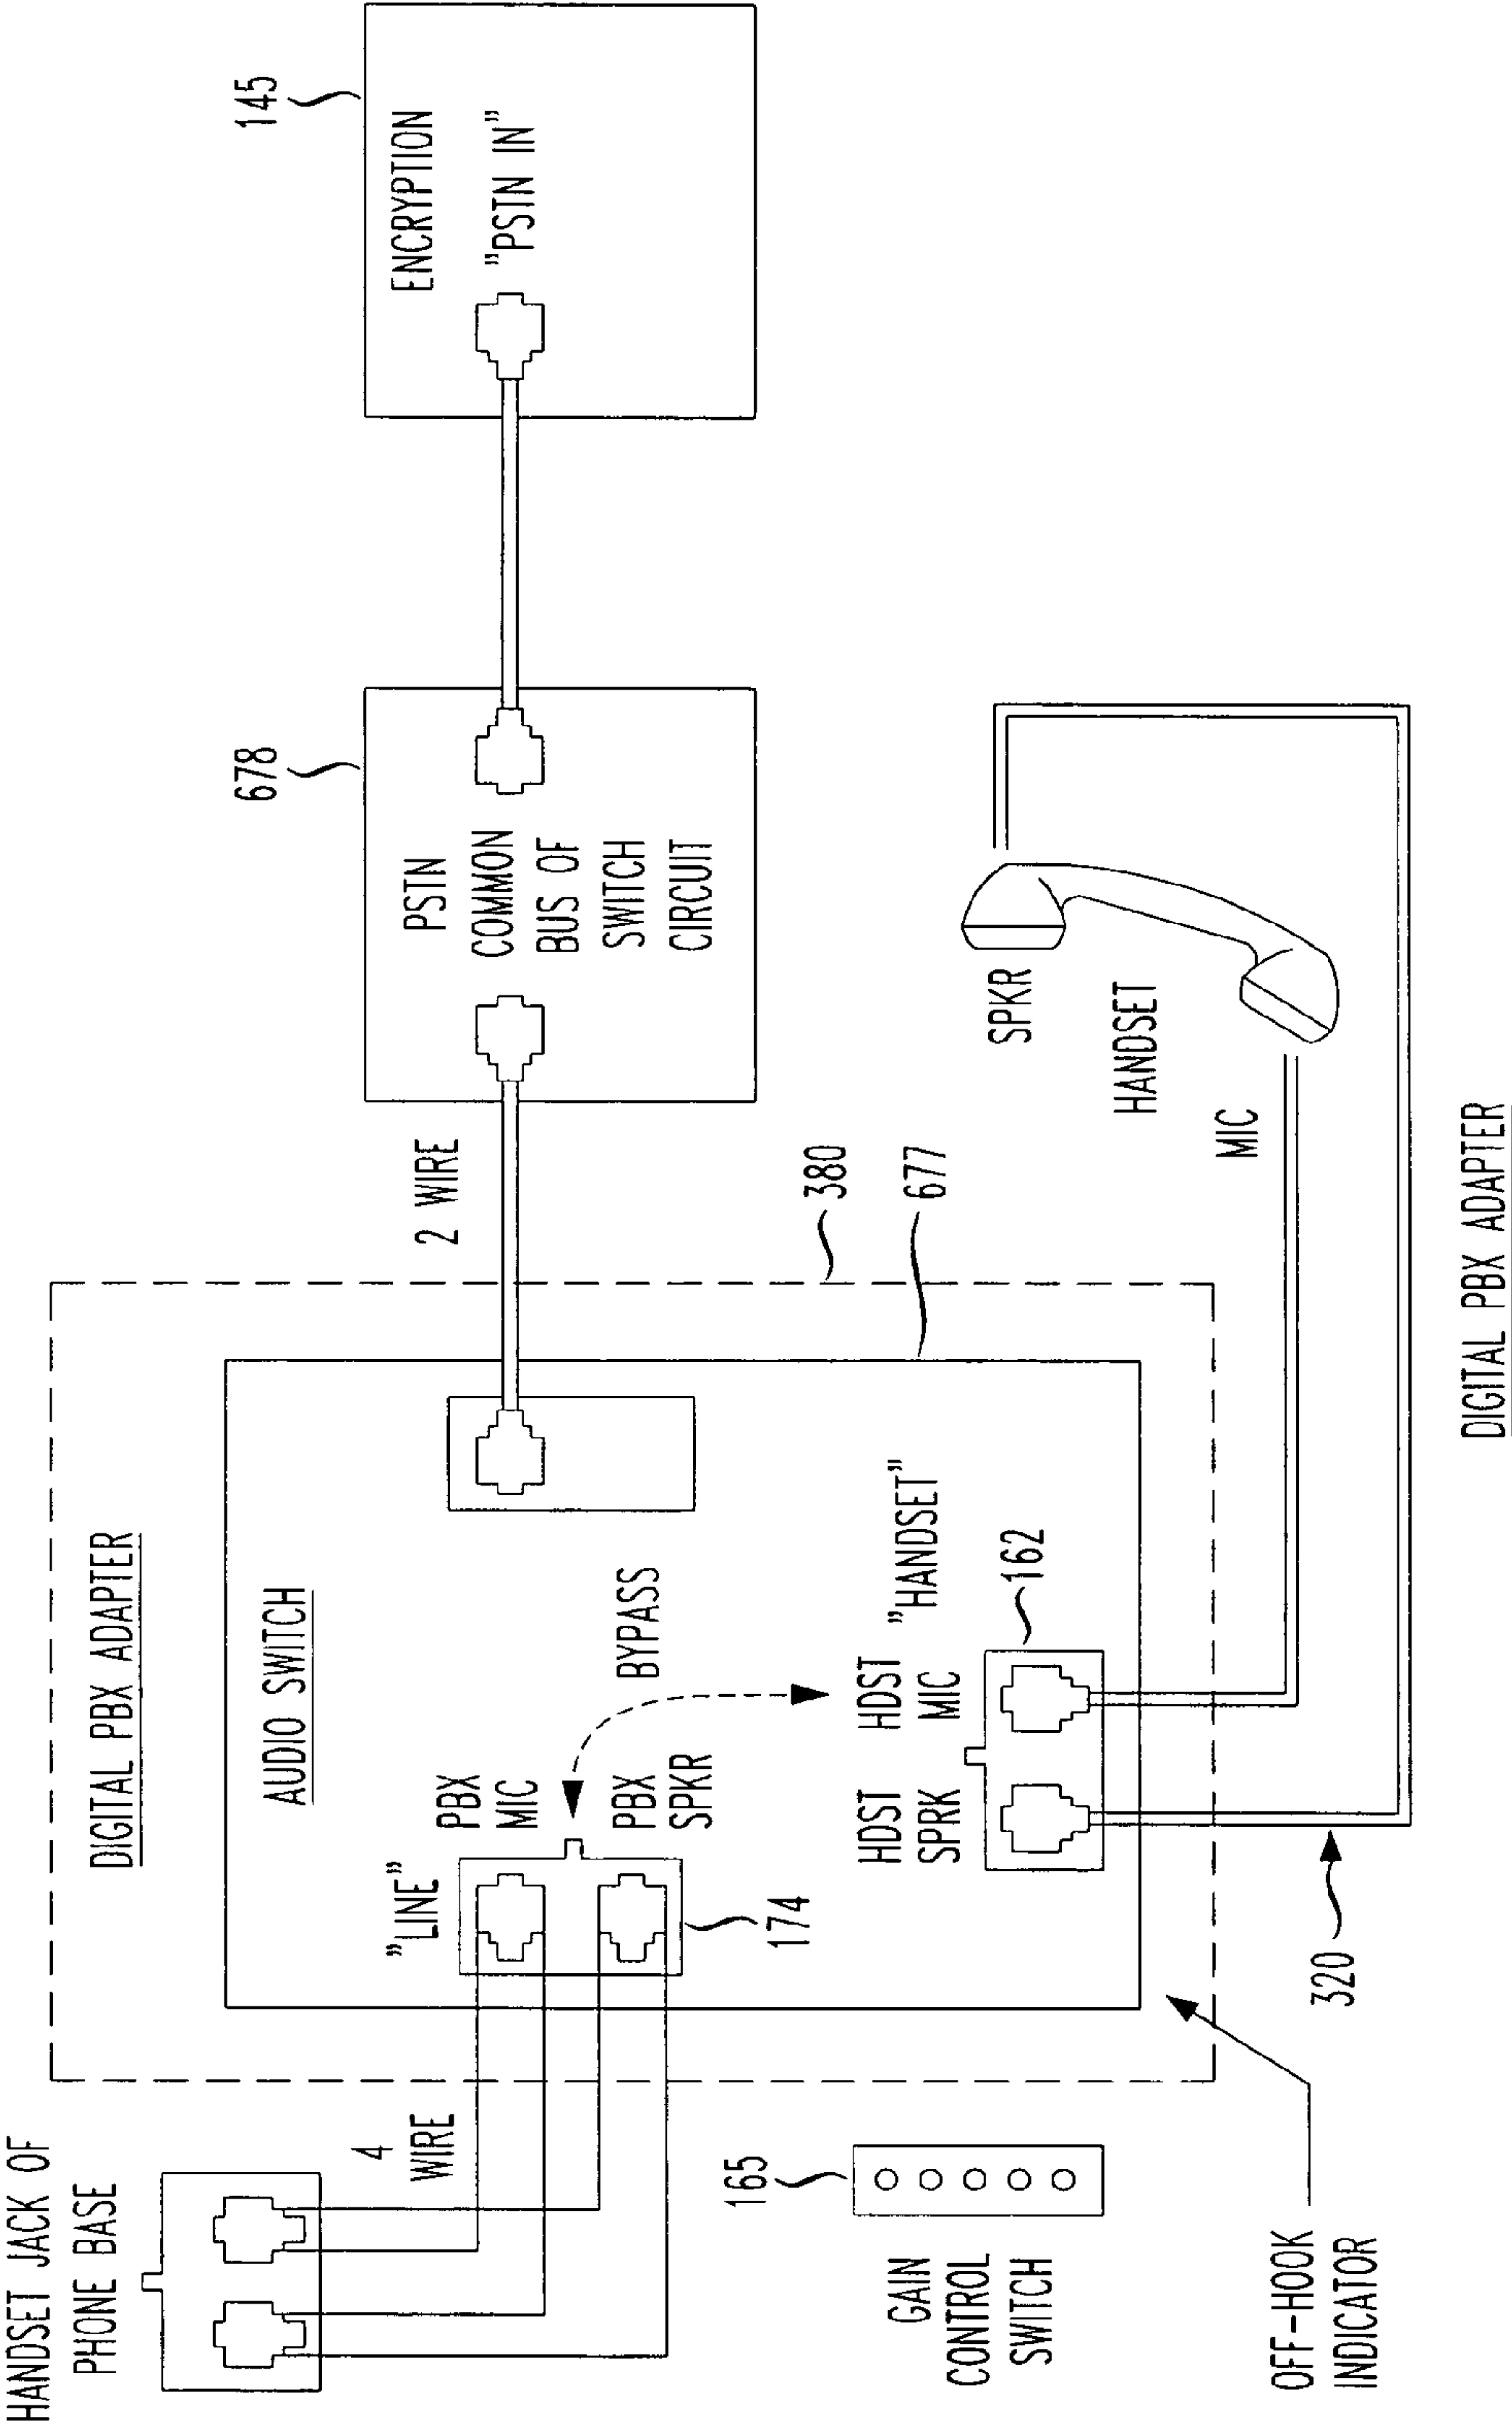 HANDSET JACK OF
PHONE BASE
4
WIRE
DIGITAL PBX ADAPTER
AUDIO SWITCH
"LINE"
PBX
MIC
PBX
SPKR
174
BYPASS
2 WIRE
380
677
678
PSTN
COMMON
BUS OF
SWITCH
CIRCUIT
145
ENCRYPTION
"PSTN IN"
HDST
SPRK
HDST
MIC
"HANDSET"
162
165
GAIN
CONTROL
SWITCH
OFF-HOOK
INDICATOR
320
SPKR
HANDSET
MIC
DIGITAL PBX ADAPTER